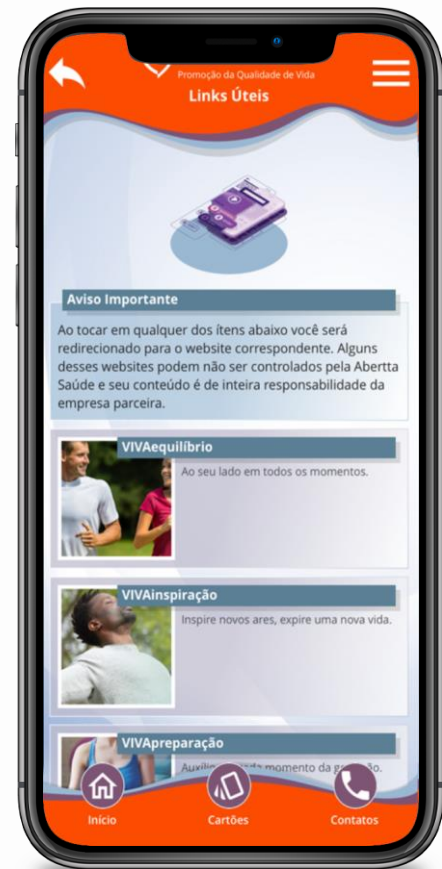 Promoção da Qualidade de Vida
Links Úteis
Aviso Importante
Ao tocar em qualquer dos ítens abaixo você será
redirecionado para o website correspondente. Alguns
desses websites podem não ser controlados pela Abertta
Saúde e seu conteúdo é de inteira responsabilidade da
empresa parceira.
VIVAequilíbrio
Ao seu lado em todos os momentos.
VIVAinspiração
Inspire novos ares, expire uma nova vida.
VIVApreparação
momento da
Início
Cartões
Contatos